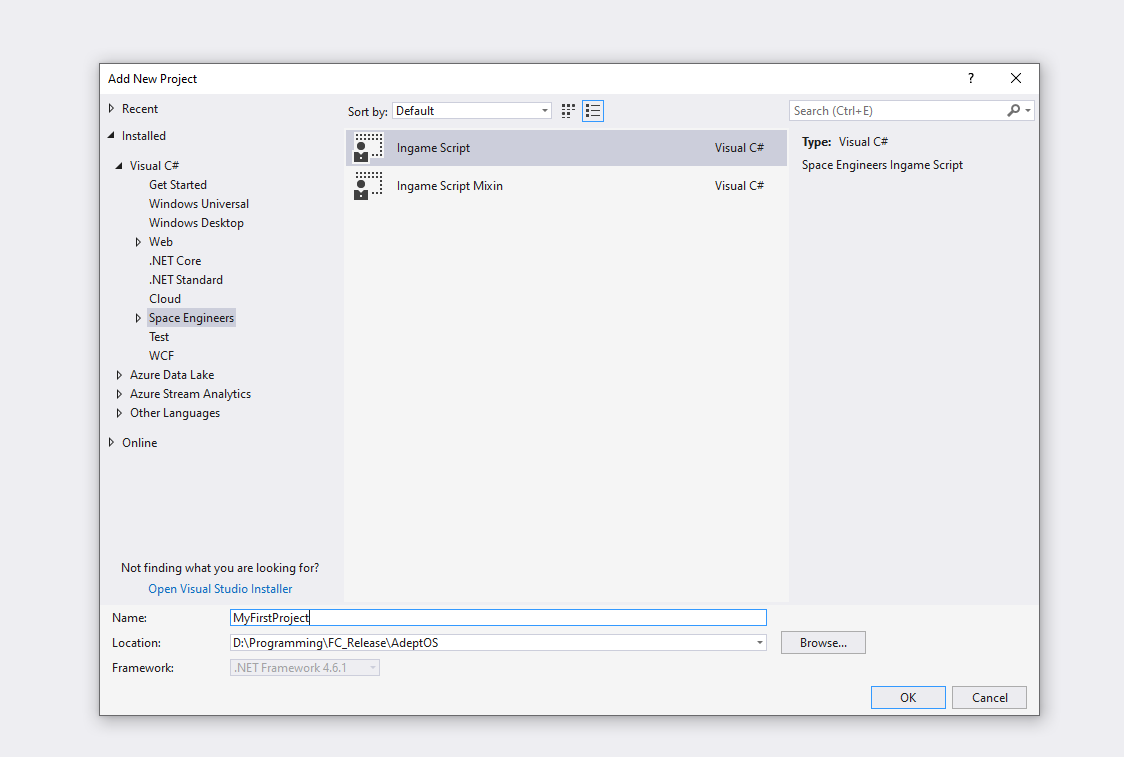 Add New Project
?
Recent
Installed
Visual C#
Get Started
Windows Universal
Windows Desktop
Web
.NET Core
.NET Standard
Cloud
Space Engineers
Test
WCF
Azure Data Lake
Azure Stream Analytics
Other Languages
Online
Not finding what you are looking for?
Open Visual Studio Installer
Sort by: Default
Ingame Script Visual C#
Ingame Script Mixin Visual C#
Search (Ctrl+E)
Type: Visual C#
Space Engineers Ingame Script
Name: MyFirstProject
Location: D:\Programming\FC_Release\AdeptOS Browse...
Framework: .NET Framework 4.6.1
OK Cancel